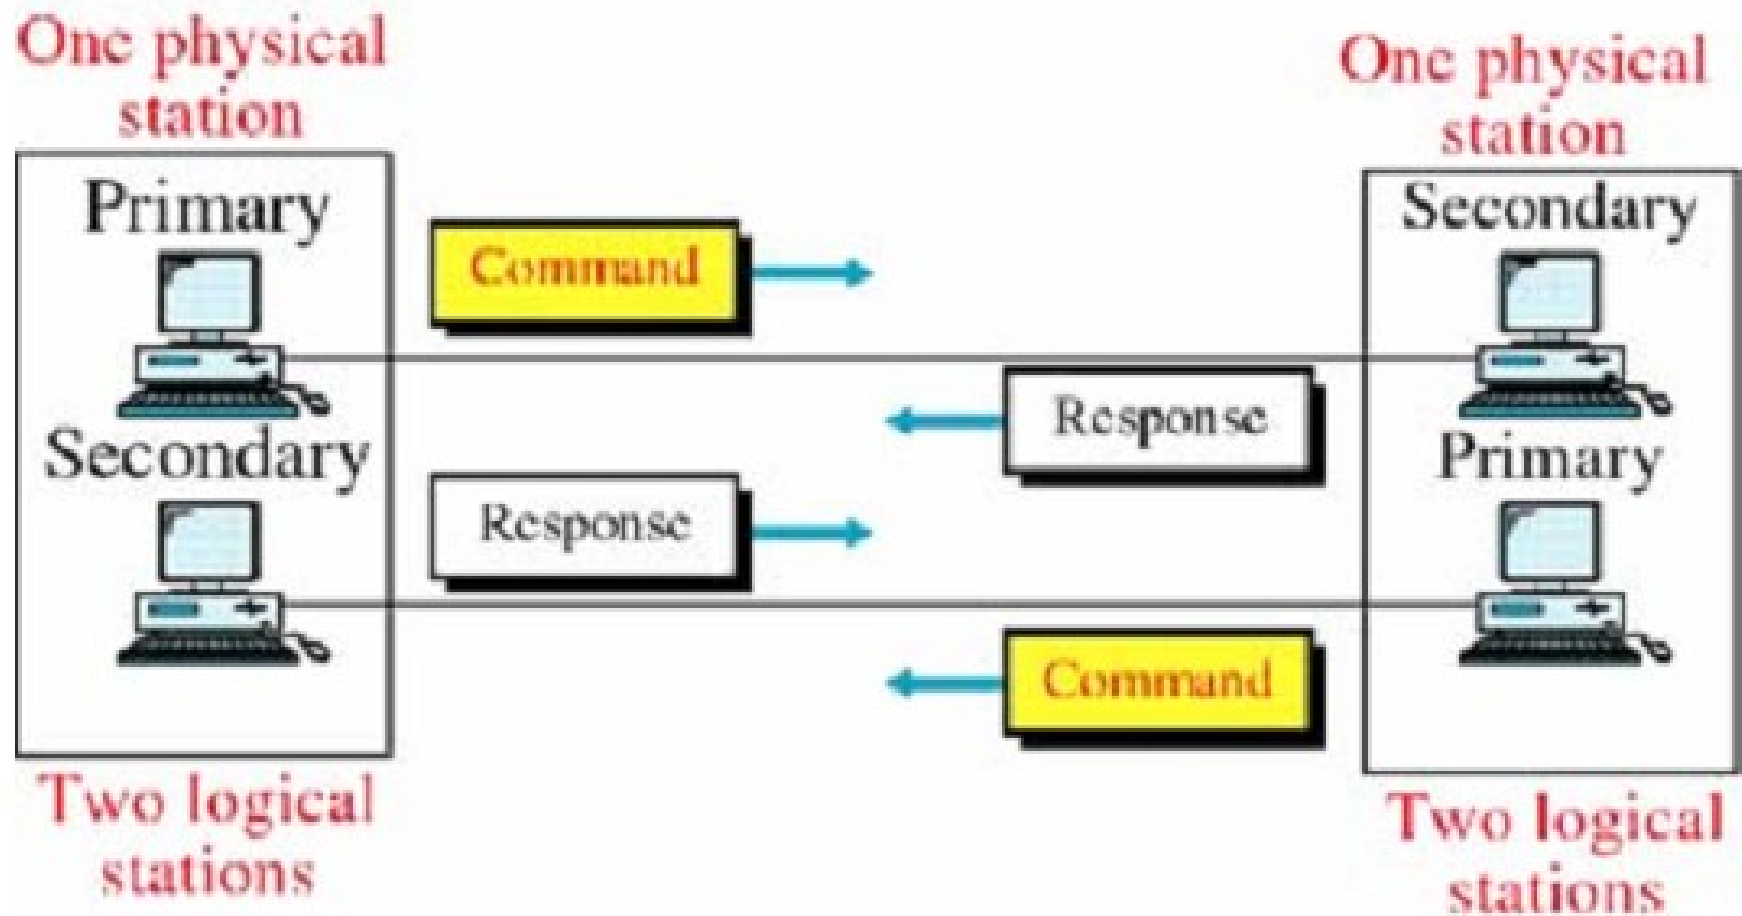 One physical
station
One physical
station
Primary
Secondary
Command
Response
Secondary
Primary
Response
Command
Two logical
stations
Two logical
stations